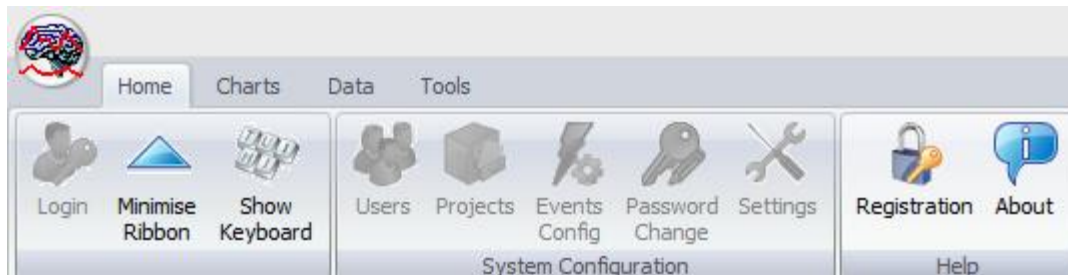 Home Charts Data Tools
Login Minimise Ribbon Show Keyboard Users Projects Events Config Password Change Settings Registration About
System Configuration Help